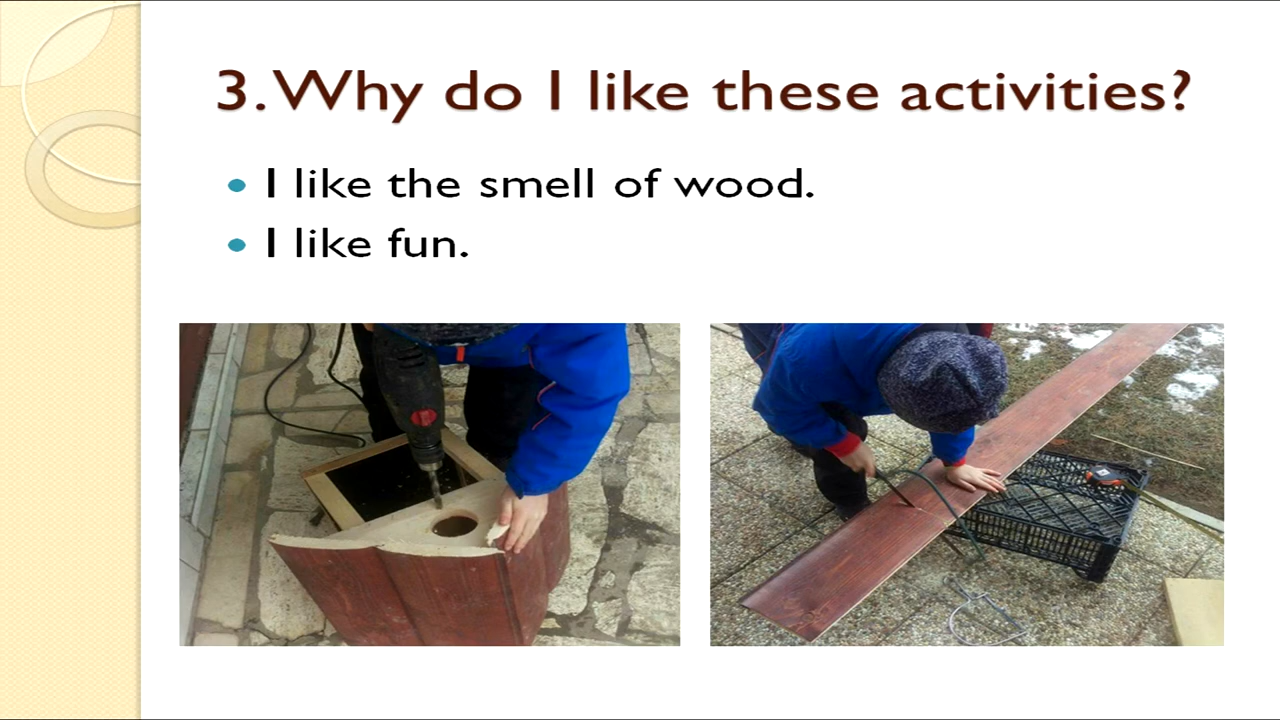 3. Why do I like these activities?
I like the smell of wood.
I like fun.